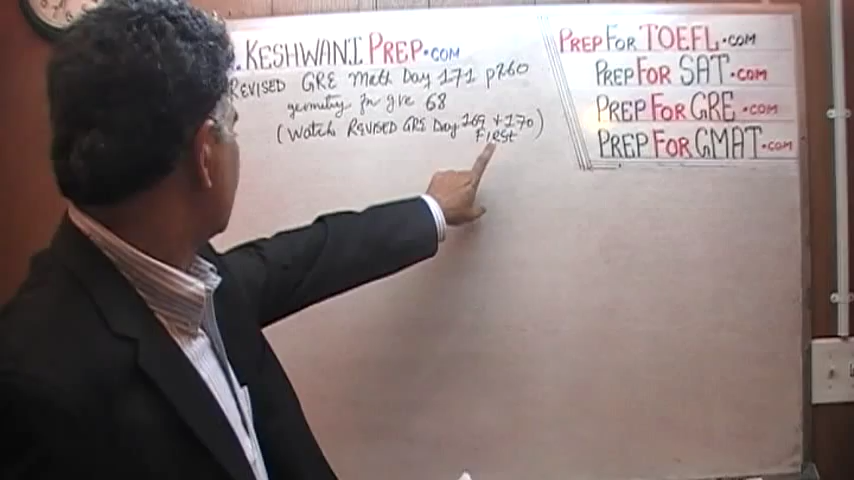 .KESHWANI PREP.COM
REVISED GRE Math Day 171 p260
geometry for gre 68
(Watch REVISED GRE Day 169 + 170
FIRST)
PREP FOR TOEFL.COM
PREP FOR SAT.COM
PREP FOR GRE.COM
PREP FOR GMAT.COM